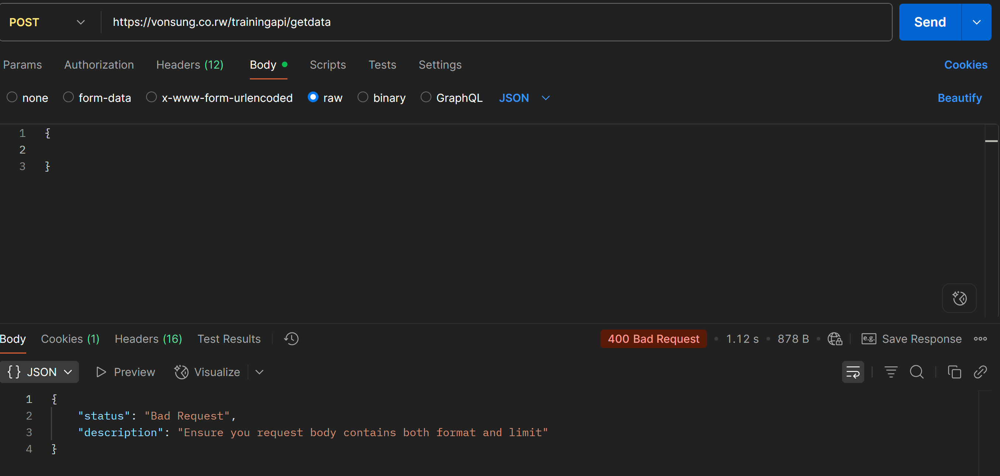 POST https://vonsung.co.rw/trainingapi/getdata Send
Params Authorization Headers (12) Body Scripts Tests Settings Cookies
none form-data x-www-form-urlencoded raw binary GraphQL JSON Beautify
1 {
2
3 }
Body Cookies (1) Headers (16) Test Results 400 Bad Request • 1.12 s • 878 B • e.g. Save Response
{} JSON Preview Visualize
1 {
2 "status": "Bad Request",
3 "description": "Ensure you request body contains both format and limit"
4 }